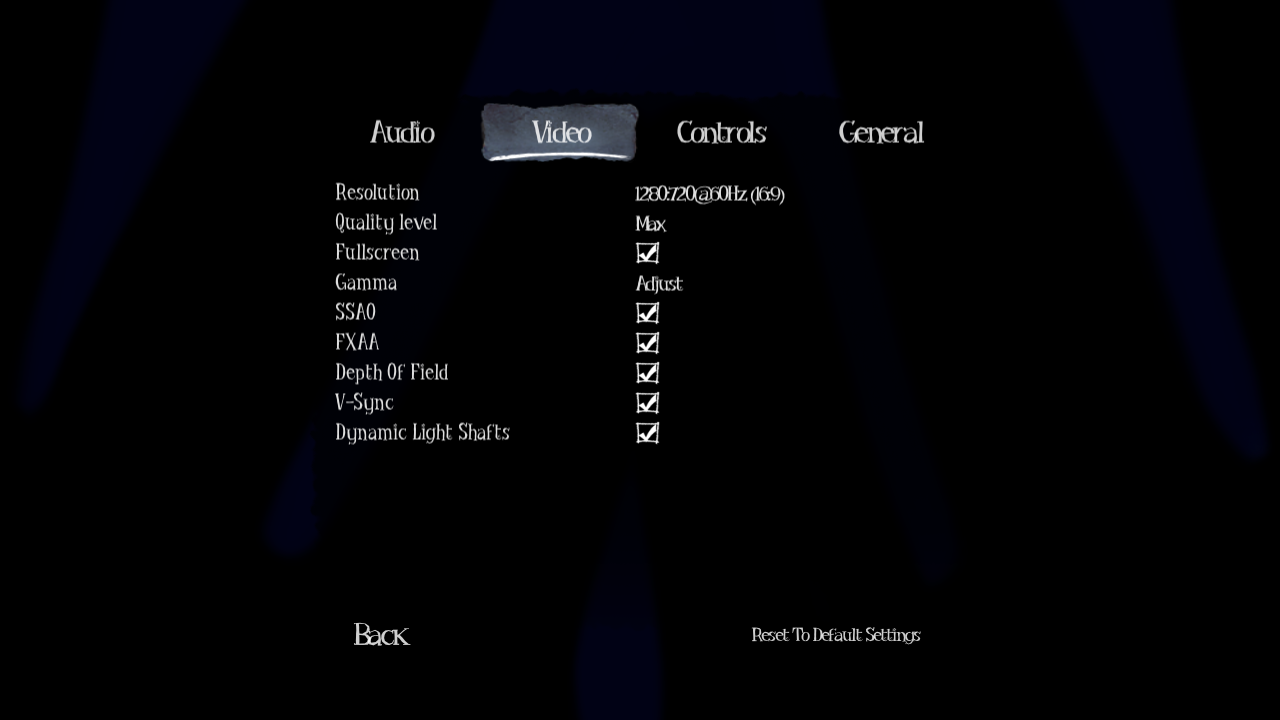 Audio Video Controls General
Resolution 1280:720@60Hz (16:9)
Quality level Max
Fullscreen
Gamma Adjust
SSAO
FXAA
Depth Of Field
V-Sync
Dynamic Light Shafts
Back Reset To Default Settings